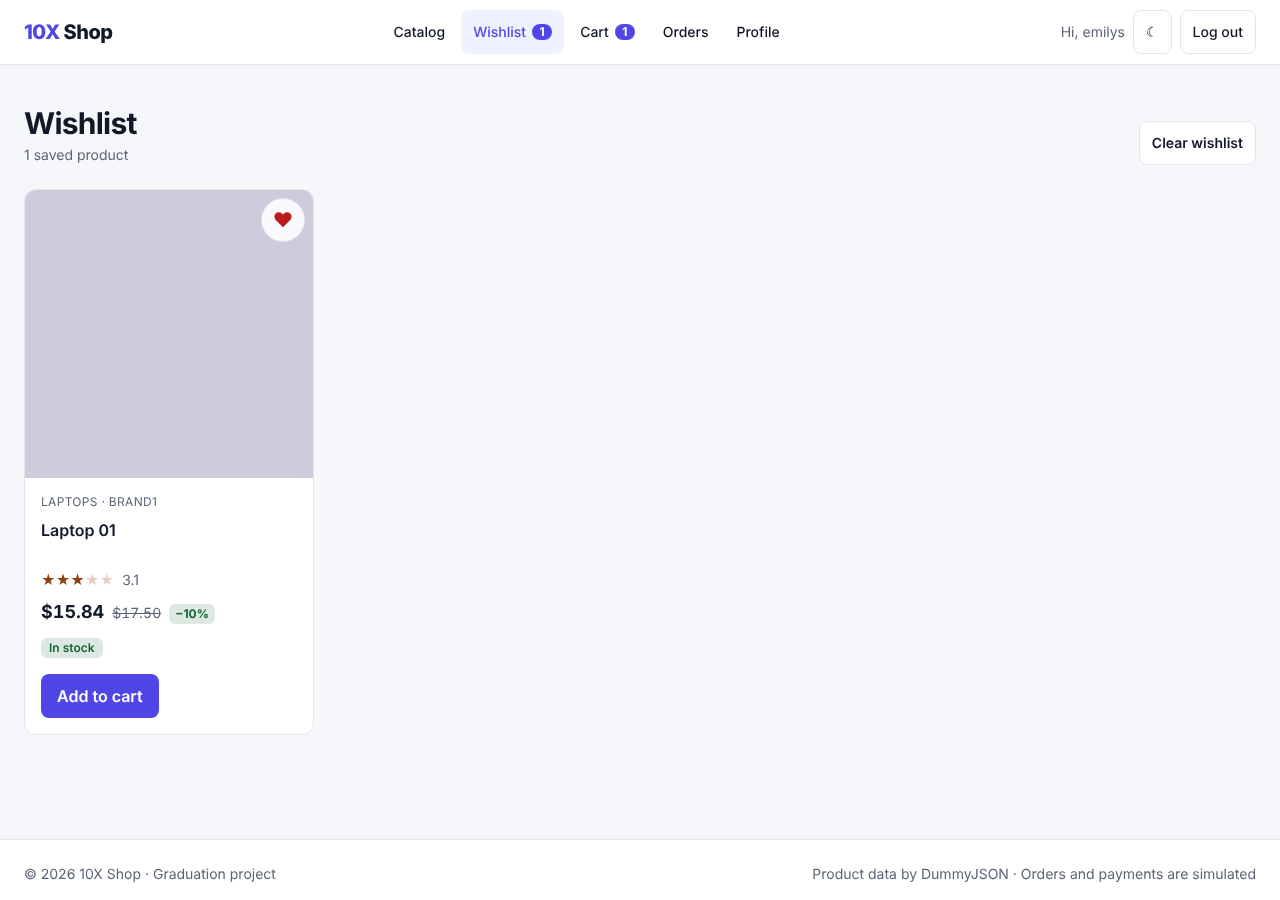 10X Shop
Catalog
Wishlist 1
Cart 1
Orders
Profile
Hi, emilys
Log out
Wishlist
1 saved product
Clear wishlist
LAPTOPS · BRAND1
Laptop 01
★★★★★ 3.1
$15.84 $17.50 −10%
In stock
Add to cart
© 2026 10X Shop · Graduation project
Product data by DummyJSON · Orders and payments are simulated